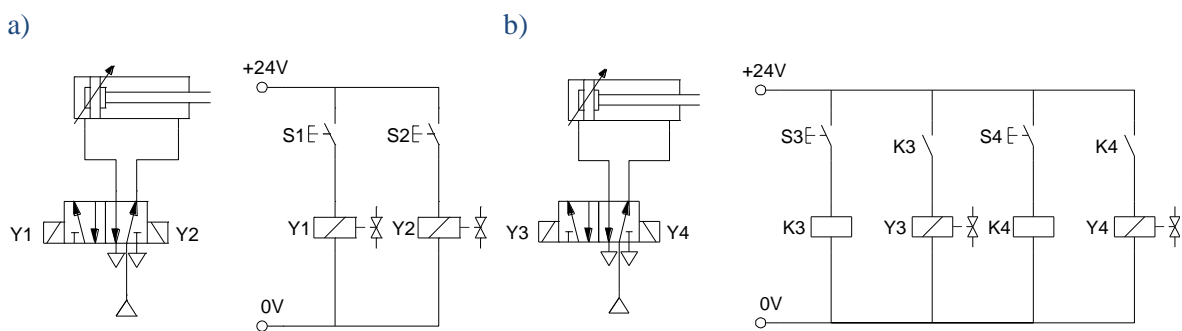 a)
+24V
S1 S2
Y1 Y2
Y1 Y2
0V
b)
+24V
S3 K3 S4 K4
Y3 Y4
K3 Y3 K4 Y4
0V